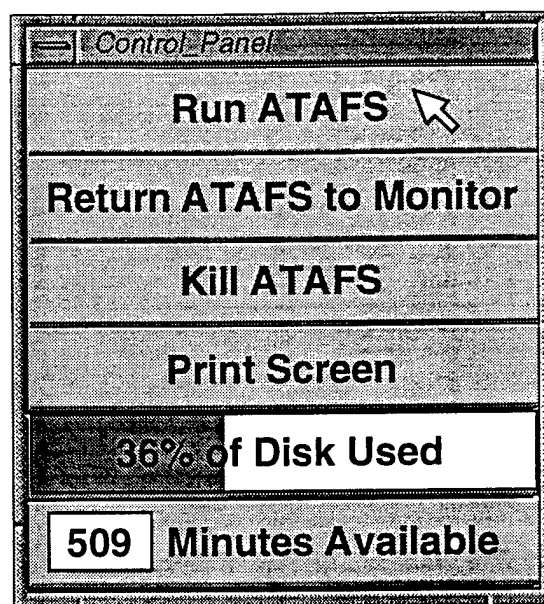 Control_Panel
Run ATAFS
Return ATAFS to Monitor
Kill ATAFS
Print Screen
36% of Disk Used
509 Minutes Available